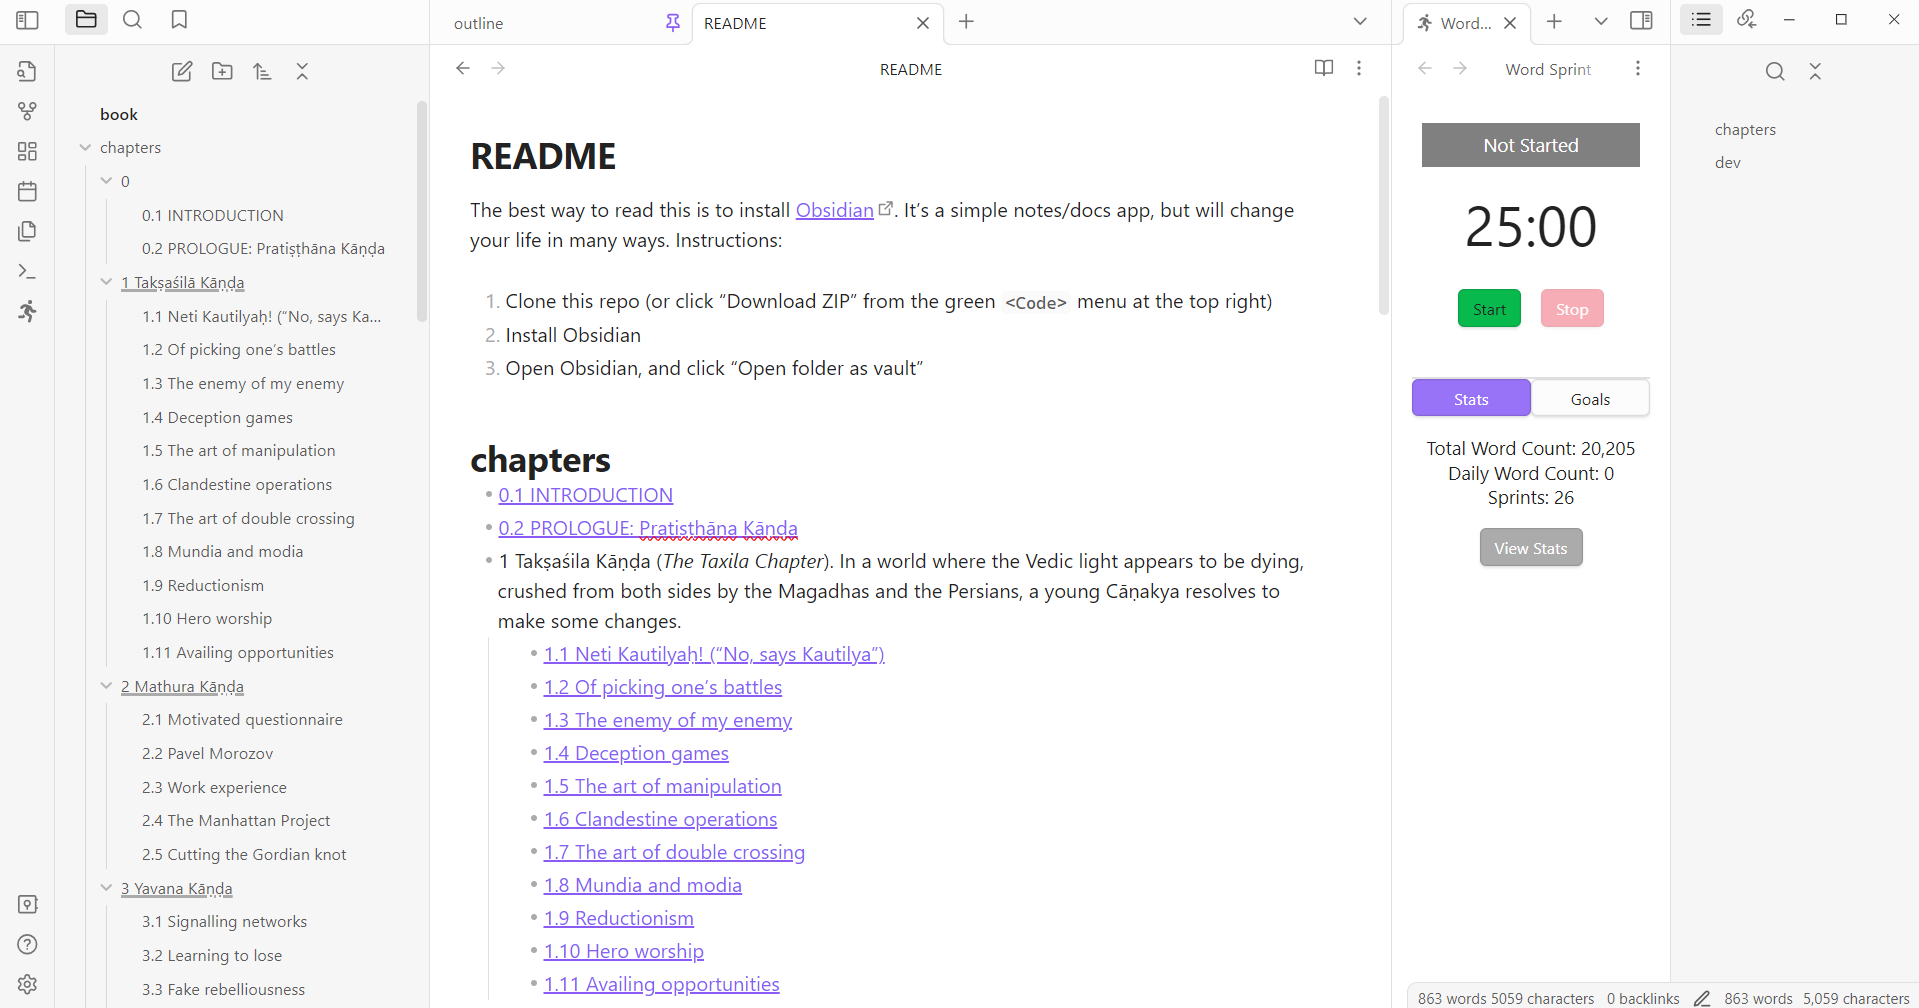 outline
README
Word...
README
Word Sprint
book
chapters
0
0.1 INTRODUCTION
0.2 PROLOGUE: Pratiṣṭhāna Kāṇḍa
1 Takṣaśilā Kāṇḍa
1.1 Neti Kautilyaḥ! (“No, says Ka...
1.2 Of picking one’s battles
1.3 The enemy of my enemy
1.4 Deception games
1.5 The art of manipulation
1.6 Clandestine operations
1.7 The art of double crossing
1.8 Mundia and modia
1.9 Reductionism
1.10 Hero worship
1.11 Availing opportunities
2 Mathura Kāṇḍa
2.1 Motivated questionnaire
2.2 Pavel Morozov
2.3 Work experience
2.4 The Manhattan Project
2.5 Cutting the Gordian knot
3 Yavana Kāṇḍa
3.1 Signalling networks
3.2 Learning to lose
3.3 Fake rebelliousness
README
The best way to read this is to install Obsidian. It’s a simple notes/docs app, but will change
your life in many ways. Instructions:
1. Clone this repo (or click “Download ZIP” from the green <Code> menu at the top right)
2. Install Obsidian
3. Open Obsidian, and click “Open folder as vault”
chapters
0.1 INTRODUCTION
0.2 PROLOGUE: Pratiṣṭhāna Kāṇḍa
1 Takṣaśila Kāṇḍa (The Taxila Chapter). In a world where the Vedic light appears to be dying,
crushed from both sides by the Magadhas and the Persians, a young Cāṇakya resolves to
make some changes.
1.1 Neti Kautilyaḥ! (“No, says Kautilya”)
1.2 Of picking one’s battles
1.3 The enemy of my enemy
1.4 Deception games
1.5 The art of manipulation
1.6 Clandestine operations
1.7 The art of double crossing
1.8 Mundia and modia
1.9 Reductionism
1.10 Hero worship
1.11 Availing opportunities
Not Started
25:00
Start
Stop
Stats
Goals
Total Word Count: 20,205
Daily Word Count: 0
Sprints: 26
View Stats
chapters
dev
863 words 5059 characters
0 backlinks
863 words
5,059 characters